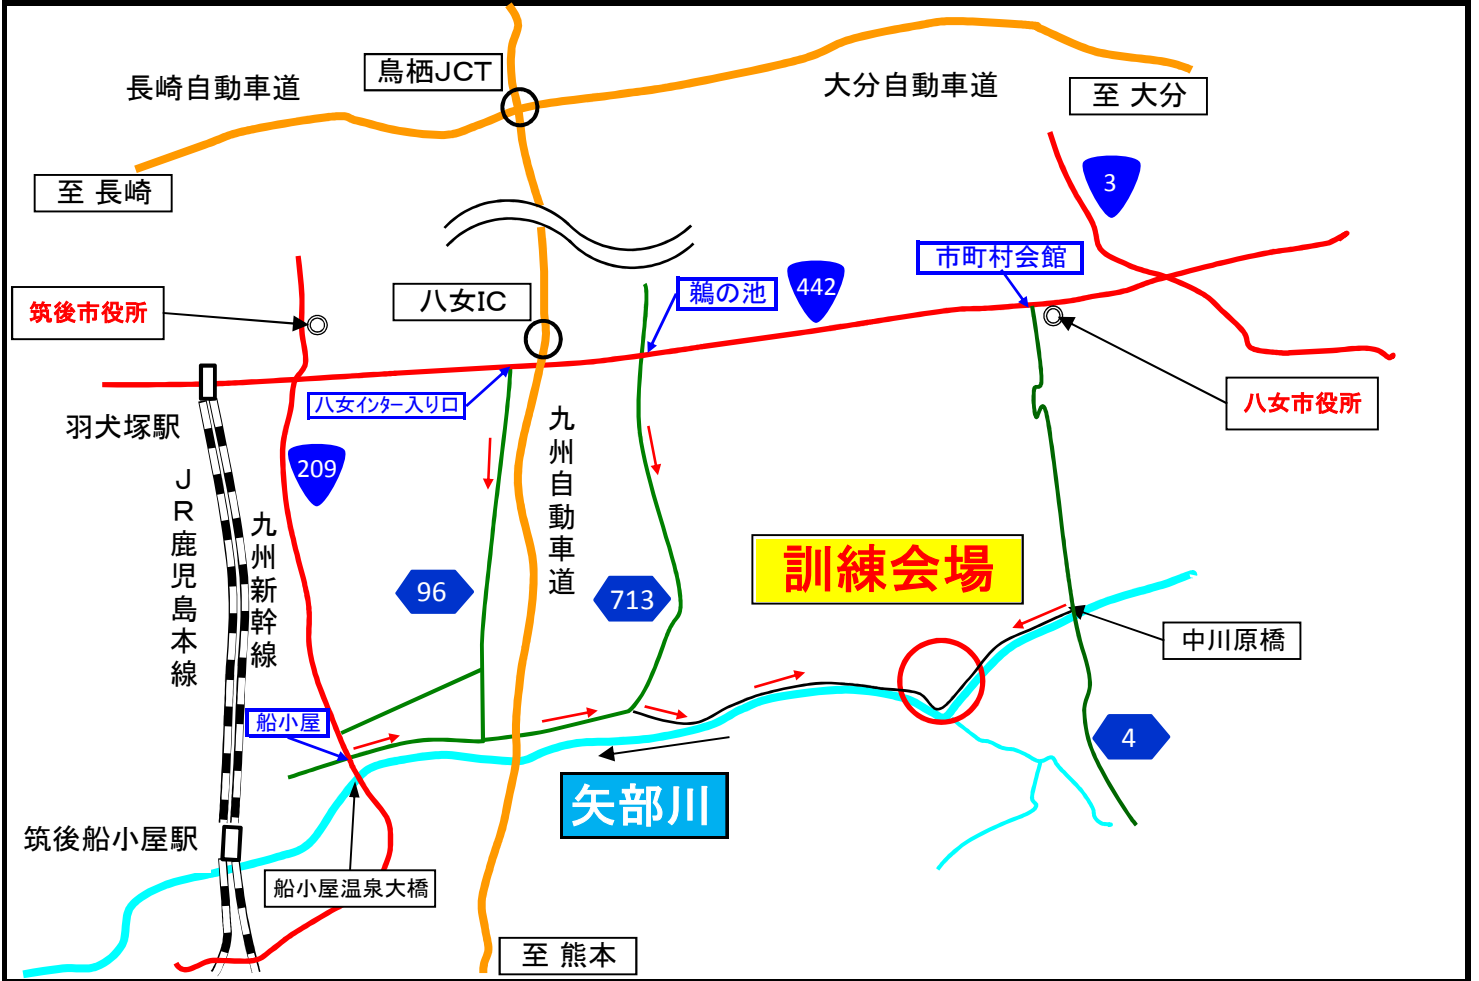 鳥栖JCT
長崎自動車道
大分自動車道
至 大分
至 長崎
3
市町村会館
鵜の池
442
八女IC
筑後市役所
八女インター入り口
八女市役所
羽犬塚駅
九州自動車道
209
JR鹿児島本線
九州新幹線
訓練会場
96
713
中川原橋
船小屋
4
矢部川
筑後船小屋駅
船小屋温泉大橋
至 熊本